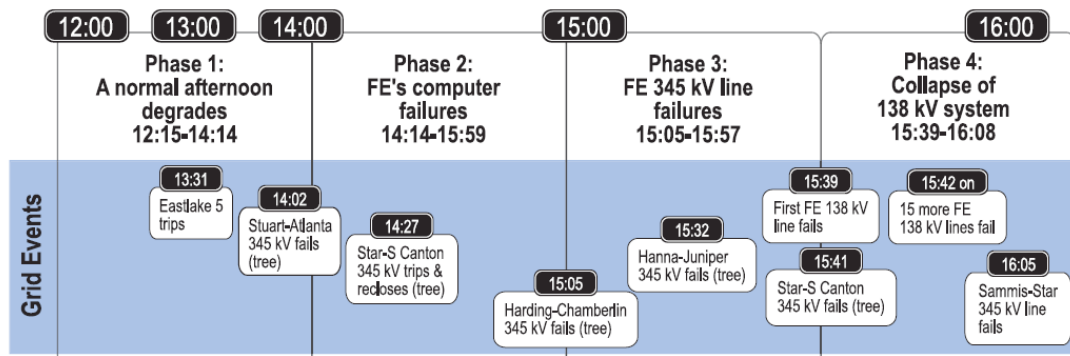 12:00
13:00
14:00
15:00
16:00
Phase 1:
A normal afternoon
degrades
12:15-14:14
Phase 2:
FE's computer
failures
14:14-15:59
Phase 3:
FE 345 kV line
failures
15:05-15:57
Phase 4:
Collapse of
138 kV system
15:39-16:08
Grid Events
13:31
Eastlake 5
trips
14:02
Stuart-Atlanta
345 kV fails
(tree)
14:27
Star-S Canton
345 kV trips &
recloses (tree)
15:05
Harding-Chamberlin
345 kV fails (tree)
15:32
Hanna-Juniper
345 kV fails (tree)
15:39
First FE 138 kV
line fails
15:41
Star-S Canton
345 kV fails (tree)
15:42 on
15 more FE
138 kV lines fail
16:05
Sammis-Star
345 kV line
fails